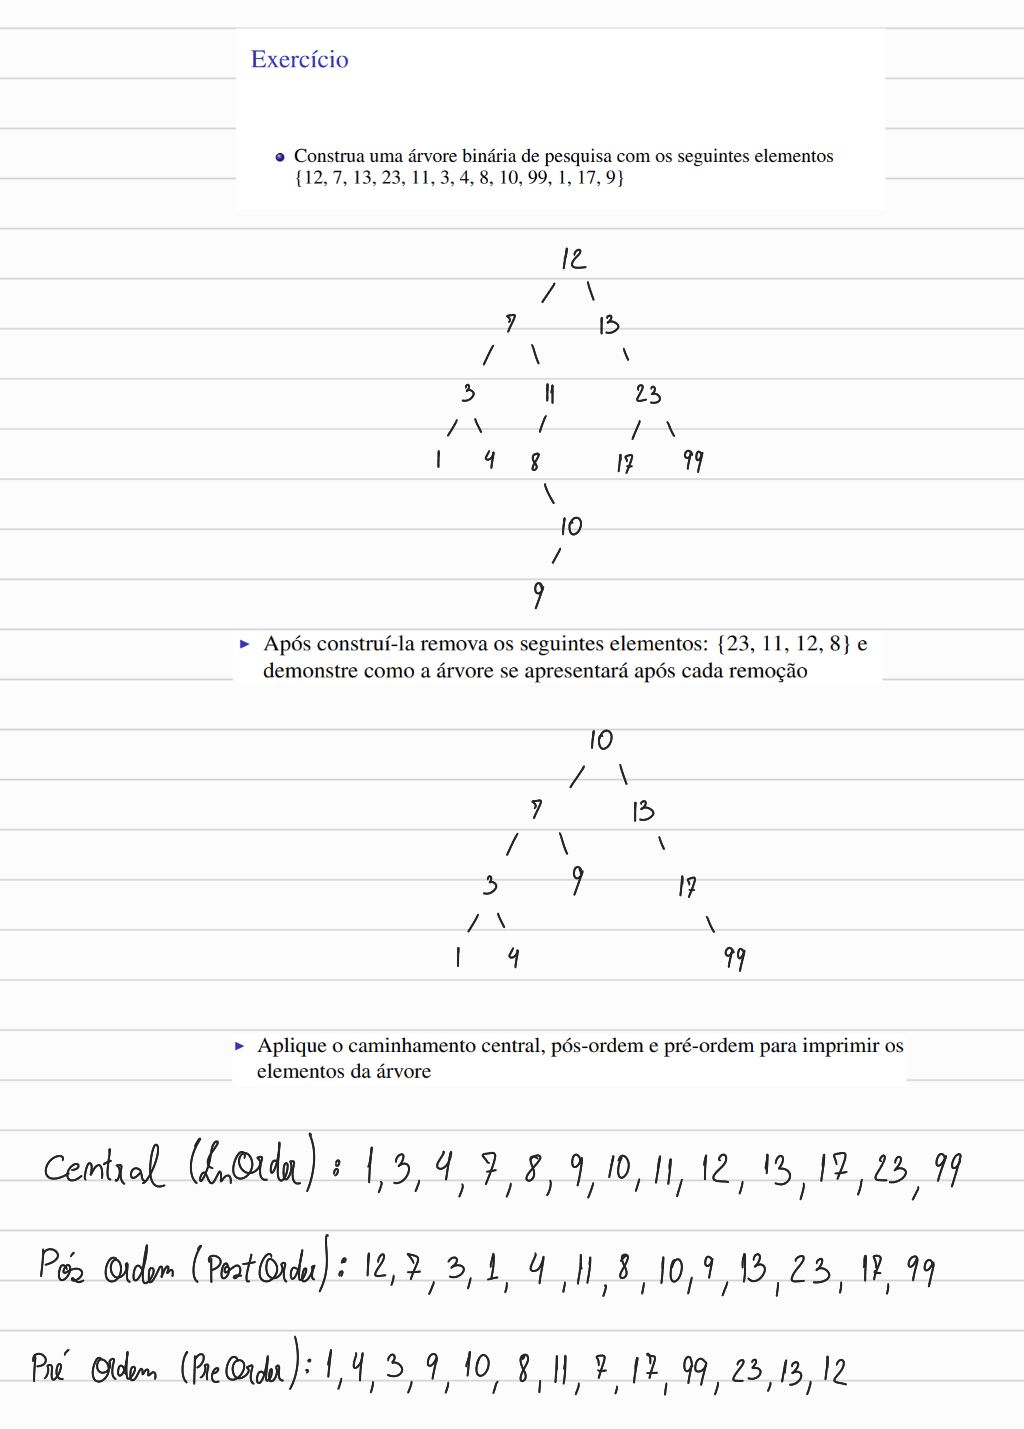 Exercício
Construa uma árvore binária de pesquisa com os seguintes elementos
{12, 7, 13, 23, 11, 3, 4, 8, 10, 99, 1, 17, 9}
12
7 13
3 11 23
1 4 8 17 99
10
9
Após construí-la remova os seguintes elementos: {23, 11, 12, 8} e
demonstre como a árvore se apresentará após cada remoção
10
7 13
3 9 17
1 4 99
Aplique o caminhamento central, pós-ordem e pré-ordem para imprimir os
elementos da árvore
Central (InOrder) : 1, 3, 4, 7, 8, 9, 10, 11, 12, 13, 17, 23, 99
Pós Ordem (PostOrder) : 12, 7, 3, 1, 4, 11, 8, 10, 9, 13, 23, 17, 99
Pré Ordem (PreOrder) : 1, 4, 3, 9, 10, 8, 11, 7, 17, 99, 23, 13, 12